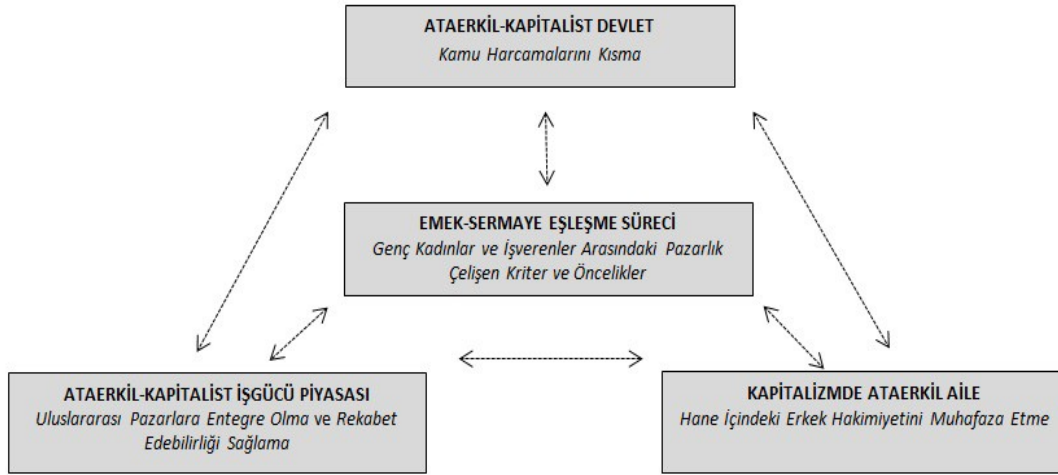 ATAERKİL-KAPİTALİST DEVLET
Kamu Harcamalarını Kısma
EMEK-SERMAYE EŞLEŞME SÜRECİ
Genç Kadınlar ve İşverenler Arasındaki Pazarlık
Çelişen Kriter ve Öncelikler
ATAERKİL-KAPİTALİST İŞGÜCÜ PİYASASI
Uluslararası Pazarlara Entegre Olma ve Rekabet
Edebilirliği Sağlama
KAPİTALİZMDE ATAERKİL AİLE
Hane İçindeki Erkek Hakimiyetini Muhafaza Etme